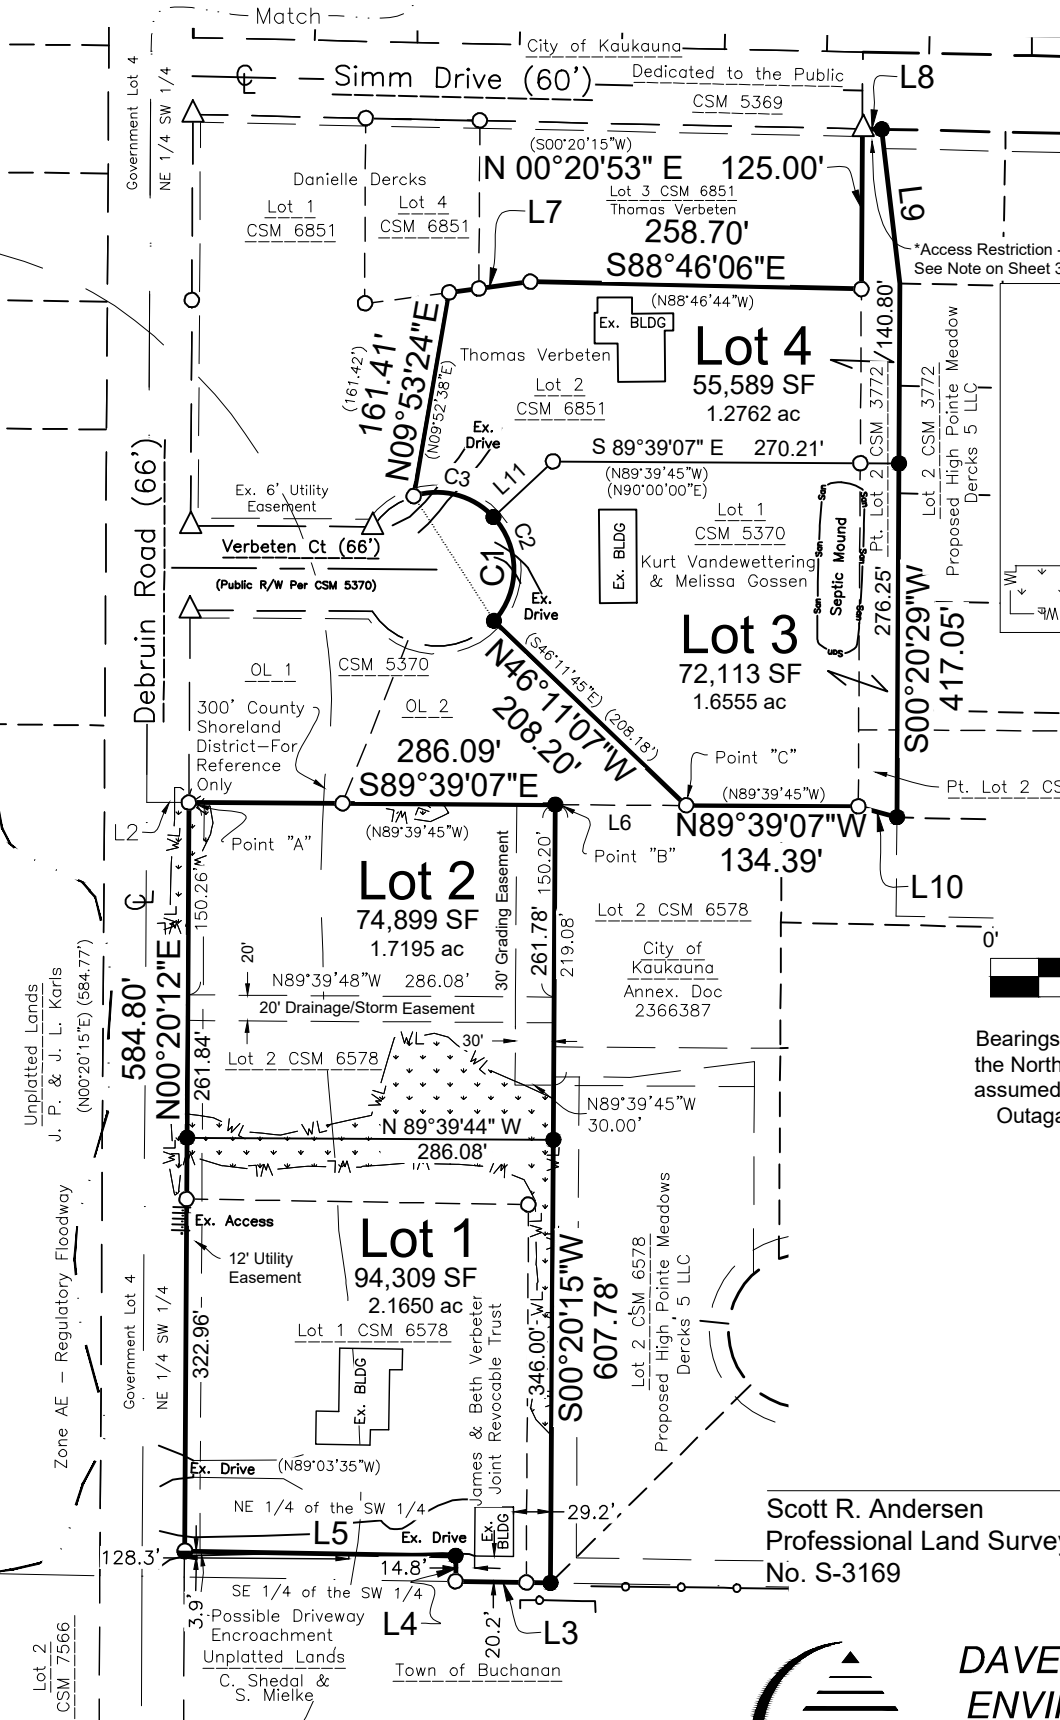 Match
City of Kaukauna
Simm Drive (60')
Dedicated to the Public
CSM 5369
L8
Government Lot 4
NE 1/4 SW 1/4
(S00°20'15"W)
N 00°20'53" E 125.00'
Danielle Dercks
Lot 1
CSM 6851
Lot 4
CSM 6851
Lot 3 CSM 6851
Thomas Verbeten
L7
L9
258.70'
S88°46'06"E
(N88°46'44"W)
*Access Restriction -
See Note on Sheet 3
Ex. BLDG
Lot 4
55,589 SF
1.2762 ac
Thomas Verbeten
Lot 2
CSM 6851
(161.42')
161.41'
N09°53'24"E
(N09°52'38"E)
140.80'
Pt. Lot 2 CSM 3772
Lot 2 CSM 3772
Proposed High Pointe Meadow
Dercks 5 LLC
Ex.
Drive
S 89°39'07" E 270.21'
(N89°39'45"W)
(N90°00'00"E)
C3
L11
Ex. 6' Utility
Easement
Verbeten Ct (66')
(Public R/W Per CSM 5370)
Debruin Road (66')
C1
C2
Ex. BLDG
Lot 1
CSM 5370
Kurt Vandewettering
& Melissa Gossen
Septic Mound
San
San
San
San
San
San
San
WL
WL
Ex.
Drive
Lot 3
72,113 SF
1.6555 ac
276.25'
S00°20'29"W
417.05'
(S46°11'45"E) (208.18')
N46°11'07"W
208.20'
OL 1
CSM 5370
OL 2
300' County
Shoreland
District-For
Reference
Only
286.09'
S89°39'07"E
(N89°39'45"W)
Point "C"
(N89°39'45"W)
Pt. Lot 2 CS
L2
Point "A"
Point "B"
L6
N89°39'07"W
134.39'
L10
Lot 2
74,899 SF
1.7195 ac
150.26'
30' Grading Easement
150.20'
261.78'
219.08'
Lot 2 CSM 6578
City of
Kaukauna
Annex. Doc
2366387
0'
20'
N89°39'48"W 286.08'
20' Drainage/Storm Easement
Unplatted Lands
J. P. & J. L. Karls
(N00°20'15"E) (584.77')
584.80'
N00°20'12"E
261.84'
Lot 2 CSM 6578
30'
N89°39'45"W
30.00'
Bearings
the North
assumed
Outaga
N 89°39'44" W
286.08'
Ex. Access
12' Utility
Easement
Lot 1
94,309 SF
2.1650 ac
Lot 1 CSM 6578
Zone AE - Regulatory Floodway
Government Lot 4
NE 1/4 SW 1/4
322.96'
Ex. BLDG
James & Beth Verbeter
Joint Revocable Trust
346.00'
S00°20'15"W
607.78'
Lot 2 CSM 6578
Proposed High Pointe Meadows
Dercks 5 LLC
Ex. Drive
(N89°03'35"W)
NE 1/4 of the SW 1/4
L5
Ex. Drive
Ex.
BLDG
29.2'
128.3'
14.8'
SE 1/4 of the SW 1/4
3.9'
Possible Driveway
Encroachment
Unplatted Lands
C. Shedal &
S. Mielke
L4
20.2'
L3
Town of Buchanan
Lot 2
CSM 7566
Scott R. Andersen
Professional Land Survey
No. S-3169
DAVE
ENVI